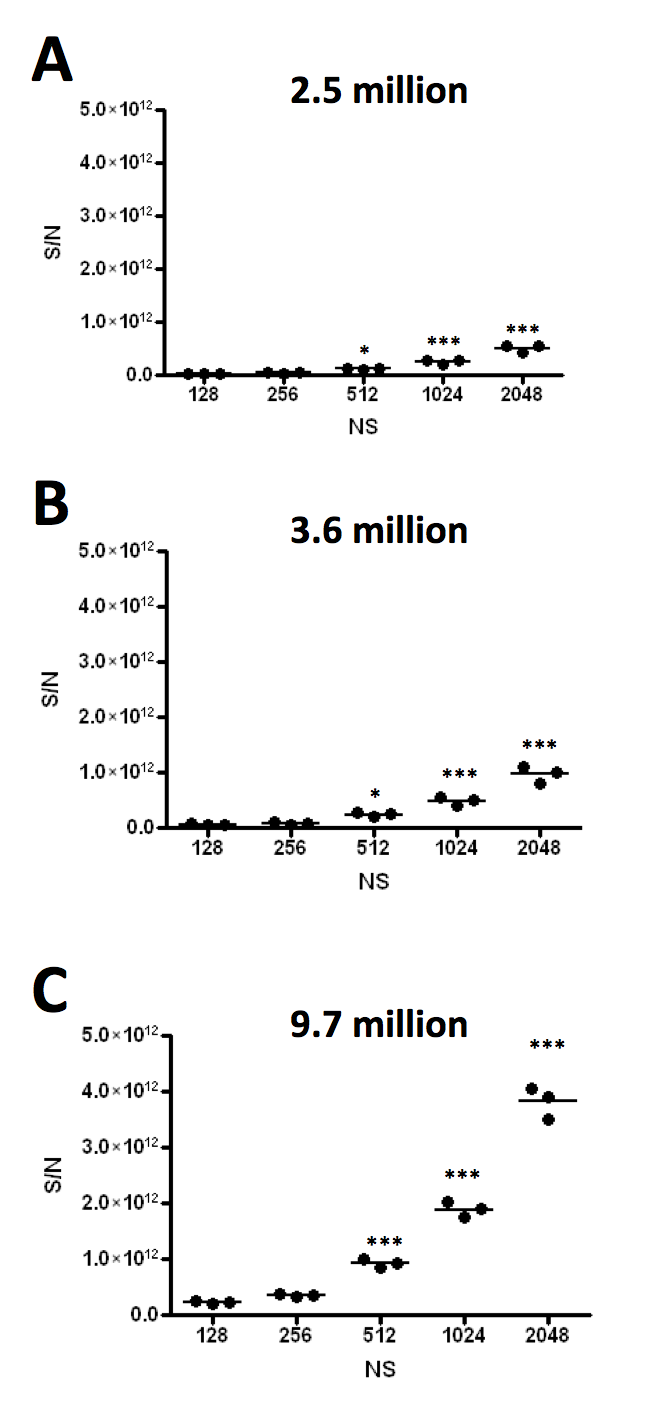 A
2.5 million
5.0×10¹²
4.0×10¹²
3.0×10¹²
2.0×10¹²
1.0×10¹²
0.0
S/N
*
***
***
128 256 512 1024 2048
NS
B
3.6 million
5.0×10¹²
4.0×10¹²
3.0×10¹²
2.0×10¹²
1.0×10¹²
0.0
S/N
*
***
***
128 256 512 1024 2048
NS
C
9.7 million
5.0×10¹²
4.0×10¹²
3.0×10¹²
2.0×10¹²
1.0×10¹²
0.0
S/N
***
***
***
128 256 512 1024 2048
NS